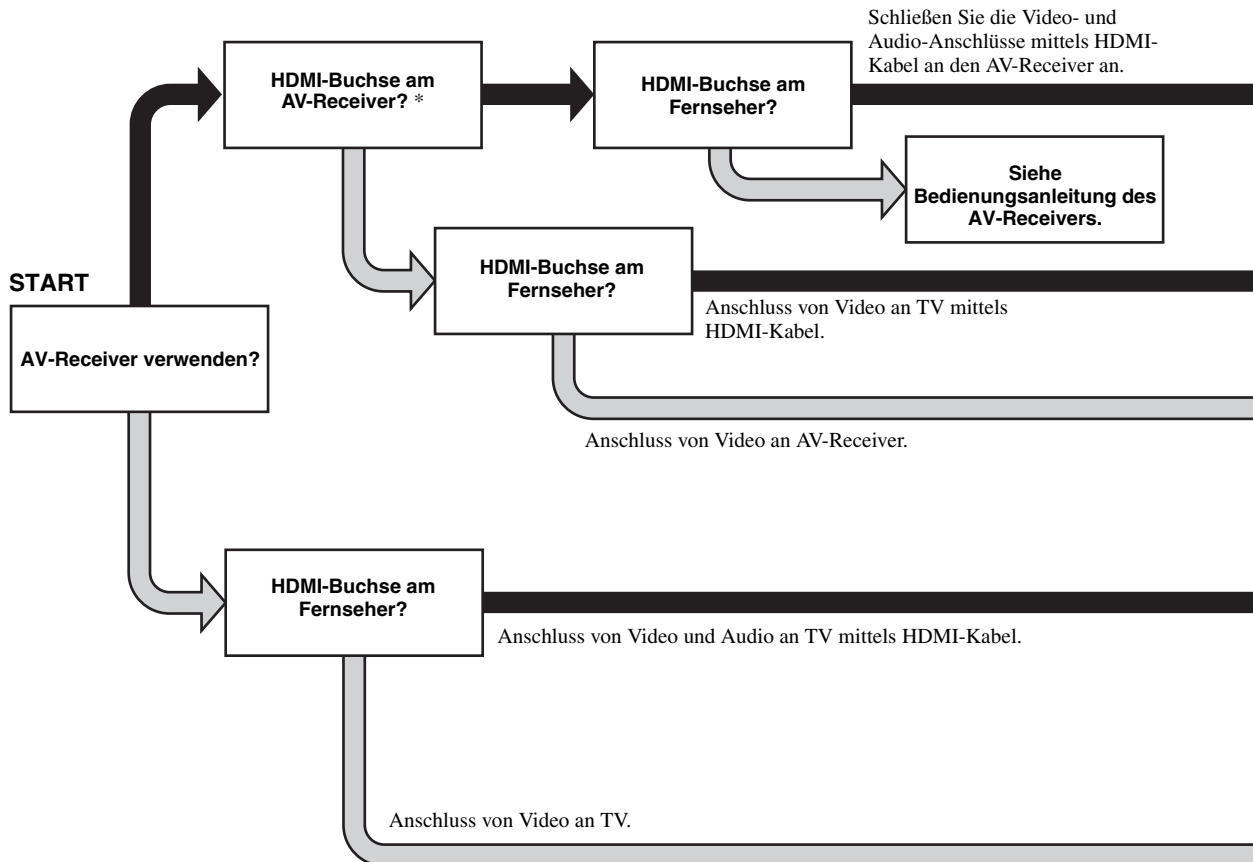 Schließen Sie die Video- und
Audio-Anschlüsse mittels HDMI-
Kabel an den AV-Receiver an.
HDMI-Buchse am
AV-Receiver? *
HDMI-Buchse am
Fernseher?
Siehe
Bedienungsanleitung des
AV-Receivers.
HDMI-Buchse am
Fernseher?
START
Anschluss von Video an TV mittels
HDMI-Kabel.
AV-Receiver verwenden?
Anschluss von Video an AV-Receiver.
HDMI-Buchse am
Fernseher?
Anschluss von Video und Audio an TV mittels HDMI-Kabel.
Anschluss von Video an TV.